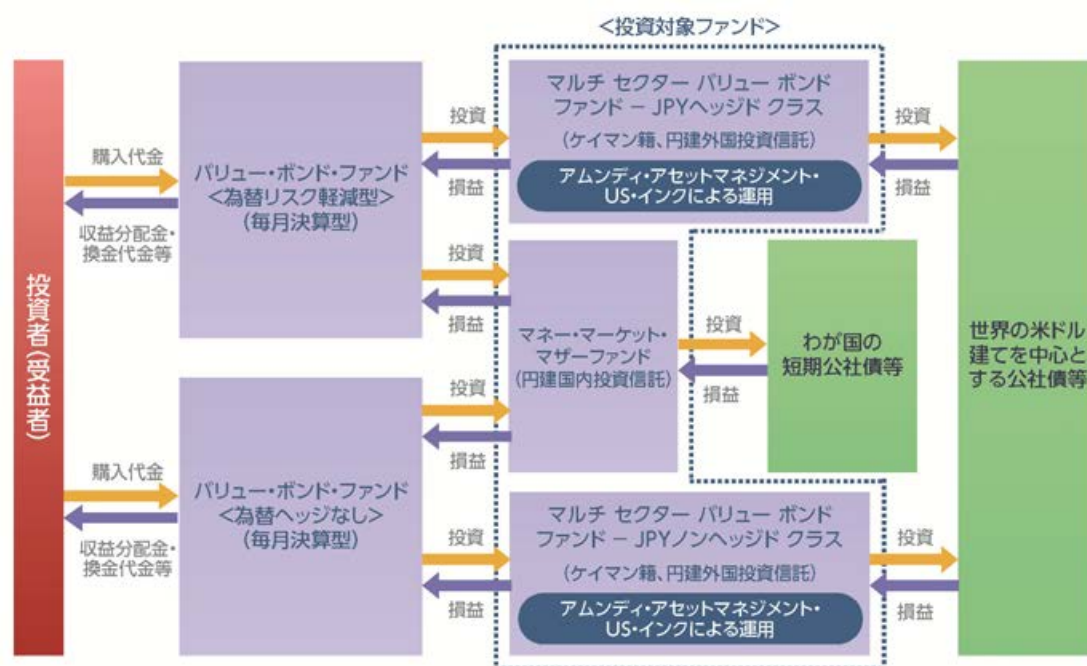 ＜投資対象ファンド＞
投資者(受益者)
購入代金
収益分配金・
換金代金等
バリュー・ボンド・ファンド
＜為替リスク軽減型＞
(毎月決算型)
投資
損益
マルチ セクター バリュー ボンド
ファンド － JPYヘッジド クラス
(ケイマン籍、円建外国投資信託)
アムンディ・アセットマネジメント・
US・インクによる運用
投資
損益
投資
損益
マネー・マーケット・
マザーファンド
(円建国内投資信託)
投資
損益
わが国の
短期公社債等
世界の米ドル
建てを中心と
する公社債等
投資
損益
購入代金
収益分配金・
換金代金等
バリュー・ボンド・ファンド
＜為替ヘッジなし＞
(毎月決算型)
投資
損益
マルチ セクター バリュー ボンド
ファンド － JPYノンヘッジド クラス
(ケイマン籍、円建外国投資信託)
アムンディ・アセットマネジメント・
US・インクによる運用
投資
損益